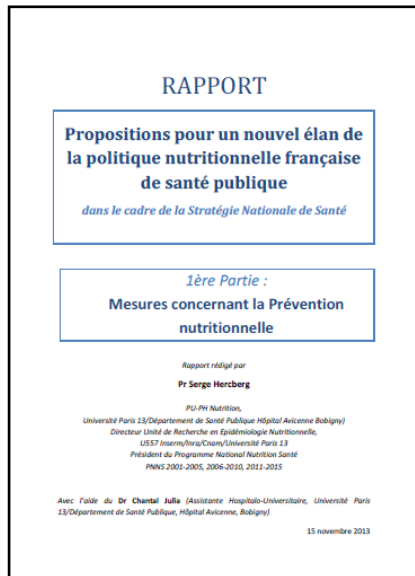 RAPPORT
Propositions pour un nouvel élan de
la politique nutritionnelle française
de santé publique
dans le cadre de la Stratégie Nationale de Santé
1ère Partie :
Mesures concernant la Prévention
nutritionnelle
Rapport rédigé par
Pr Serge Hercberg
PU-PH Nutrition,
Université Paris 13/Département de Santé Publique Hôpital Avicenne Bobigny)
Directeur Unité de Recherche en Epidémiologie Nutritionnelle,
U557 Inserm/Inra/Cnam/Université Paris 13
Président du Programme National Nutrition Santé
PNNS 2001-2005, 2006-2010, 2011-2015
Avec l'aide du Dr Chantal Julia (Assistante Hospitalo-Universitaire, Université Paris
13/Département de Santé Publique, Hôpital Avicenne, Bobigny)
15 novembre 2013